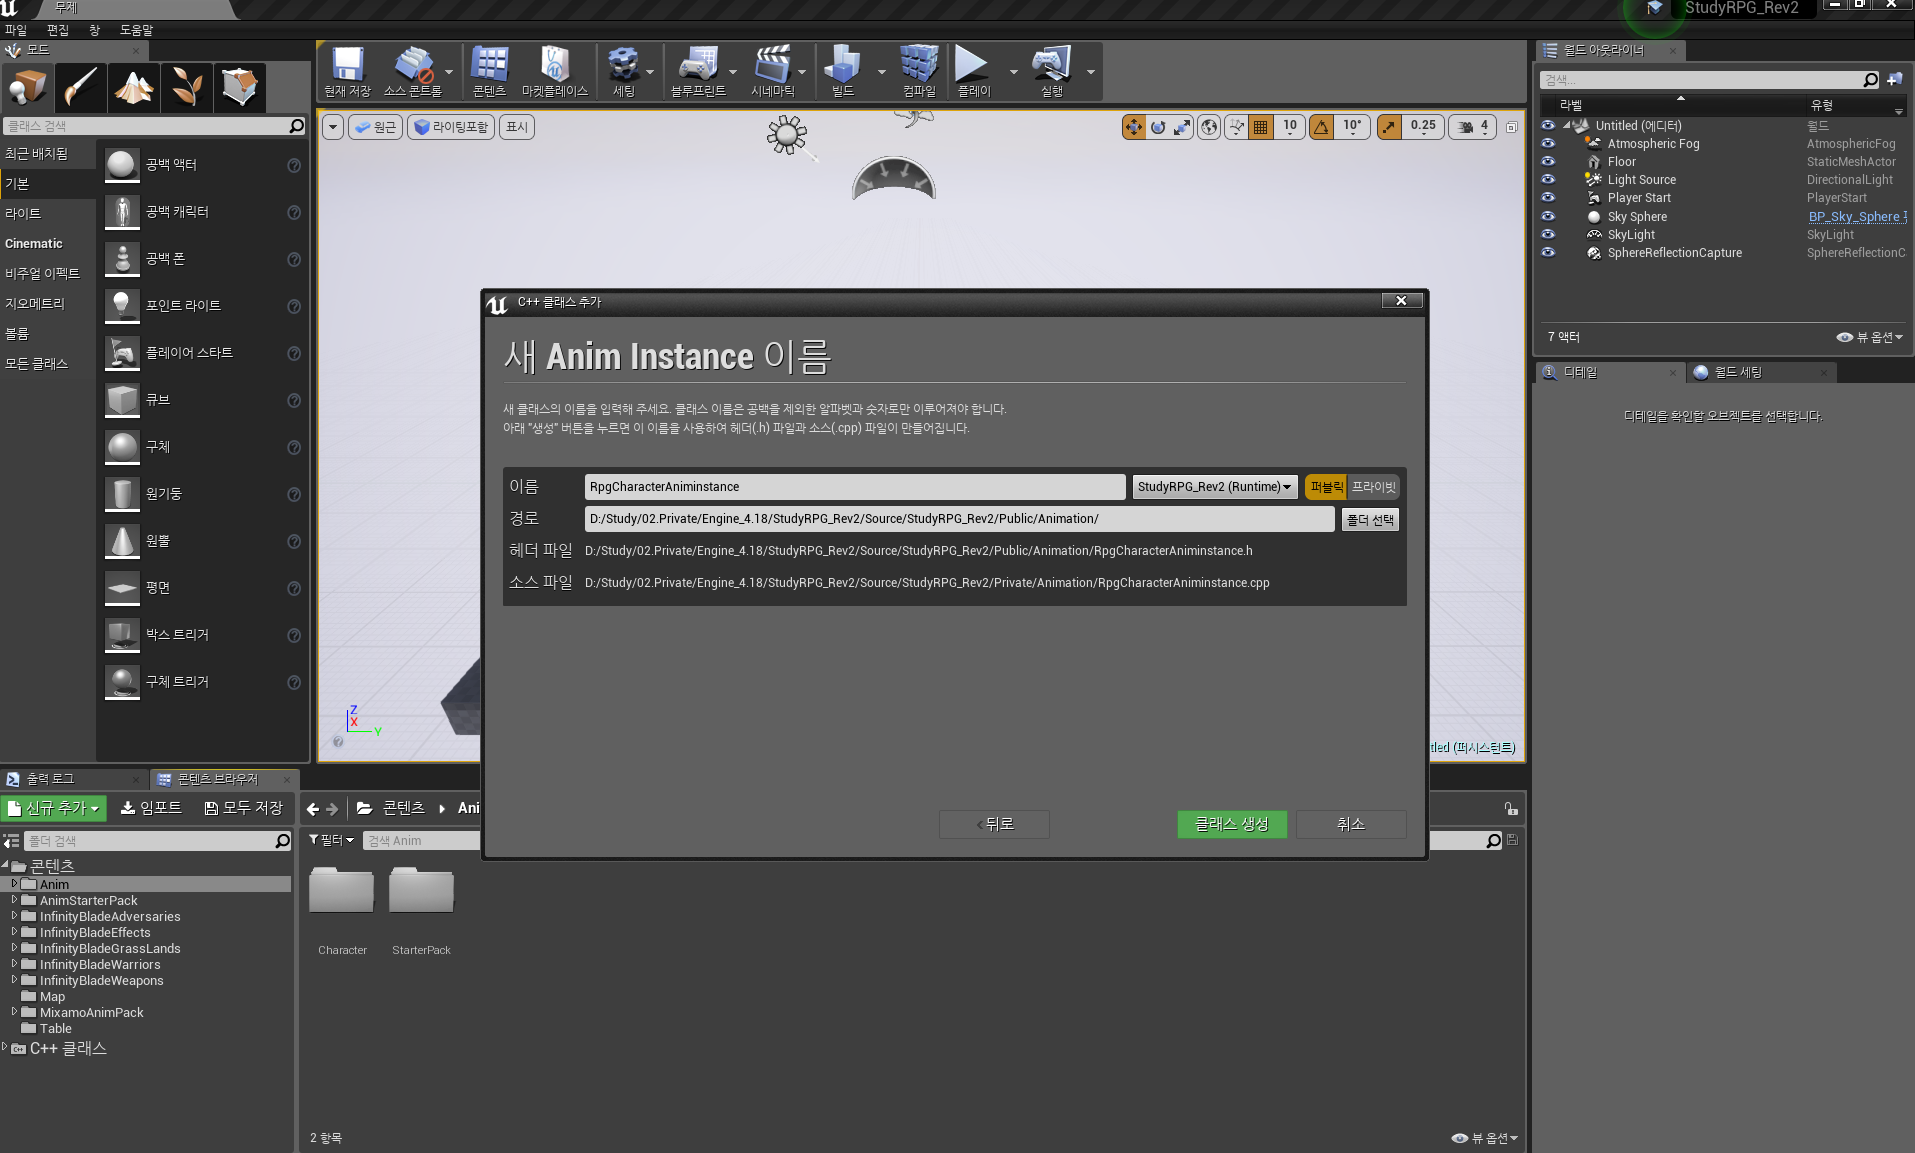 무제
StudyRPG_Rev2
파일 편집 창 도움말
모드
클래스 검색
최근 배치됨
기본
라이트
Cinematic
비주얼 이펙트
지오메트리
볼륨
모든 클래스
공백 액터
공백 캐릭터
공백 폰
포인트 라이트
플레이어 스타트
큐브
구체
원기둥
원뿔
평면
박스 트리거
구체 트리거
현재 저장 소스 콘트롤 콘텐츠 마켓플레이스 세팅 블루프린트 시네마틱 빌드 컴파일 플레이 실행
원근 라이팅포함 표시
10 10° 0.25 4
Z
X
Y
tled (퍼시스턴트)
C++ 클래스 추가
새 Anim Instance 이름
새 클래스의 이름을 입력해 주세요. 클래스 이름은 공백을 제외한 알파벳과 숫자로만 이루어져야 합니다.
아래 "생성" 버튼을 누르면 이 이름을 사용하여 헤더(.h) 파일과 소스(.cpp) 파일이 만들어집니다.
이름 RpgCharacterAniminstance StudyRPG_Rev2 (Runtime) 퍼블릭 프라이빗
경로 D:/Study/02.Private/Engine_4.18/StudyRPG_Rev2/Source/StudyRPG_Rev2/Public/Animation/ 폴더 선택
헤더 파일 D:/Study/02.Private/Engine_4.18/StudyRPG_Rev2/Source/StudyRPG_Rev2/Public/Animation/RpgCharacterAniminstance.h
소스 파일 D:/Study/02.Private/Engine_4.18/StudyRPG_Rev2/Source/StudyRPG_Rev2/Private/Animation/RpgCharacterAniminstance.cpp
뒤로 클래스 생성 취소
월드 아웃라이너
검색...
라벨 유형
Untitled (에디터) 월드
Atmospheric Fog AtmosphericFog
Floor StaticMeshActor
Light Source DirectionalLight
Player Start PlayerStart
Sky Sphere BP_Sky_Sphere
SkyLight SkyLight
SphereReflectionCapture SphereReflectionC
7 액터 뷰 옵션
디테일 월드 세팅
디테일을 확인할 오브젝트를 선택합니다.
출력 로그 콘텐츠 브라우저
신규 추가 임포트 모두 저장 콘텐츠 Ani
폴더 검색
콘텐츠
Anim
AnimStarterPack
InfinityBladeAdversaries
InfinityBladeEffects
InfinityBladeGrassLands
InfinityBladeWarriors
InfinityBladeWeapons
Map
MixamoAnimPack
Table
C++ 클래스
필터 검색 Anim
Character StarterPack
2 항목 뷰 옵션